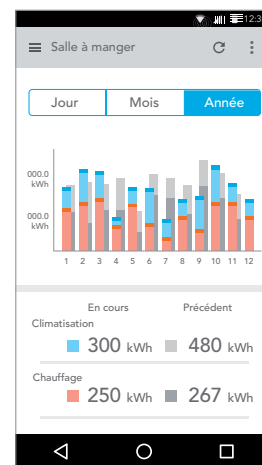 12:3
Salle à manger
Jour Mois Année
000.0
kWh
000.0
kWh
1 2 3 4 5 6 7 8 9 10 11 12
En cours Précédent
Climatisation
300 kWh 480 kWh
Chauffage
250 kWh 267 kWh